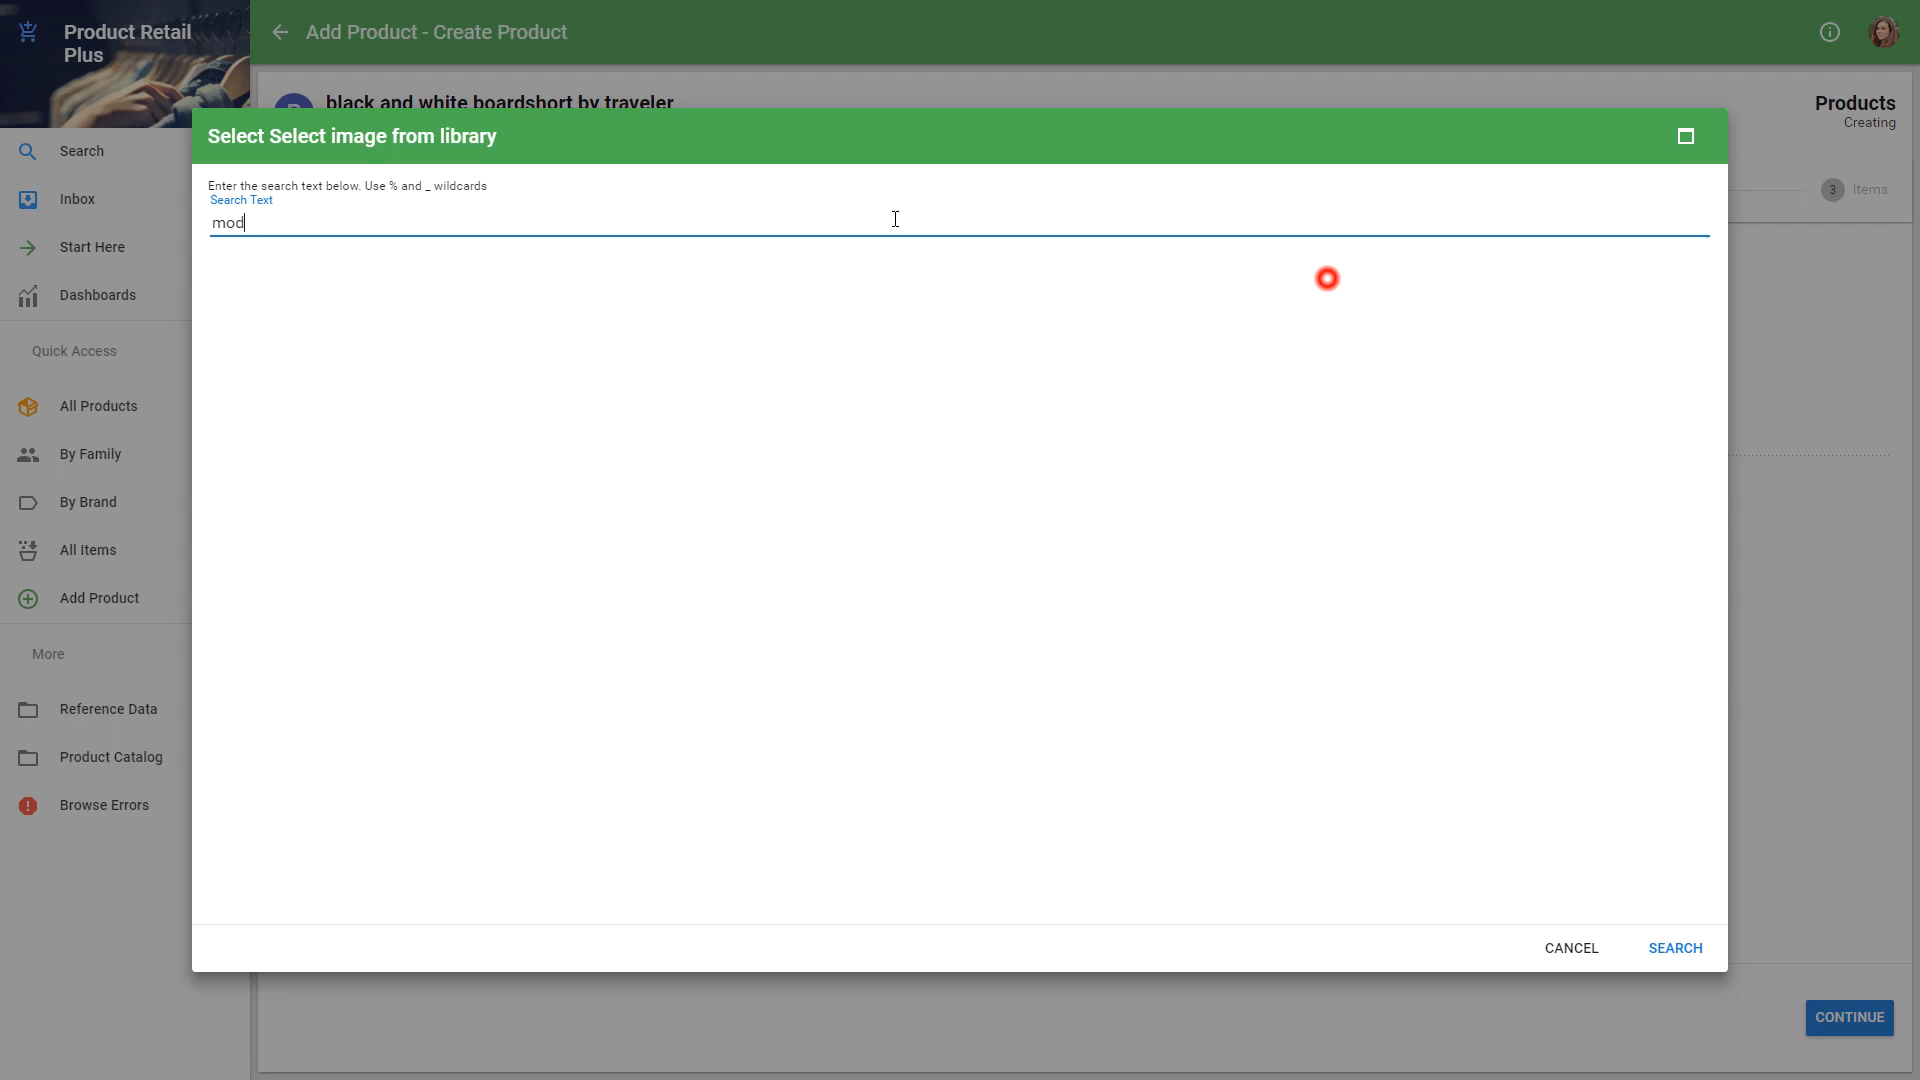 Product Retail
Plus
Add Product - Create Product
black and white boardshort by traveler
Products
Creating
3 Items
Select Select image from library
Enter the search text below. Use % and _ wildcards
Search Text
mod
Search
Inbox
Start Here
Dashboards
Quick Access
All Products
By Family
By Brand
All Items
Add Product
More
Reference Data
Product Catalog
Browse Errors
CANCEL
SEARCH
CONTINUE